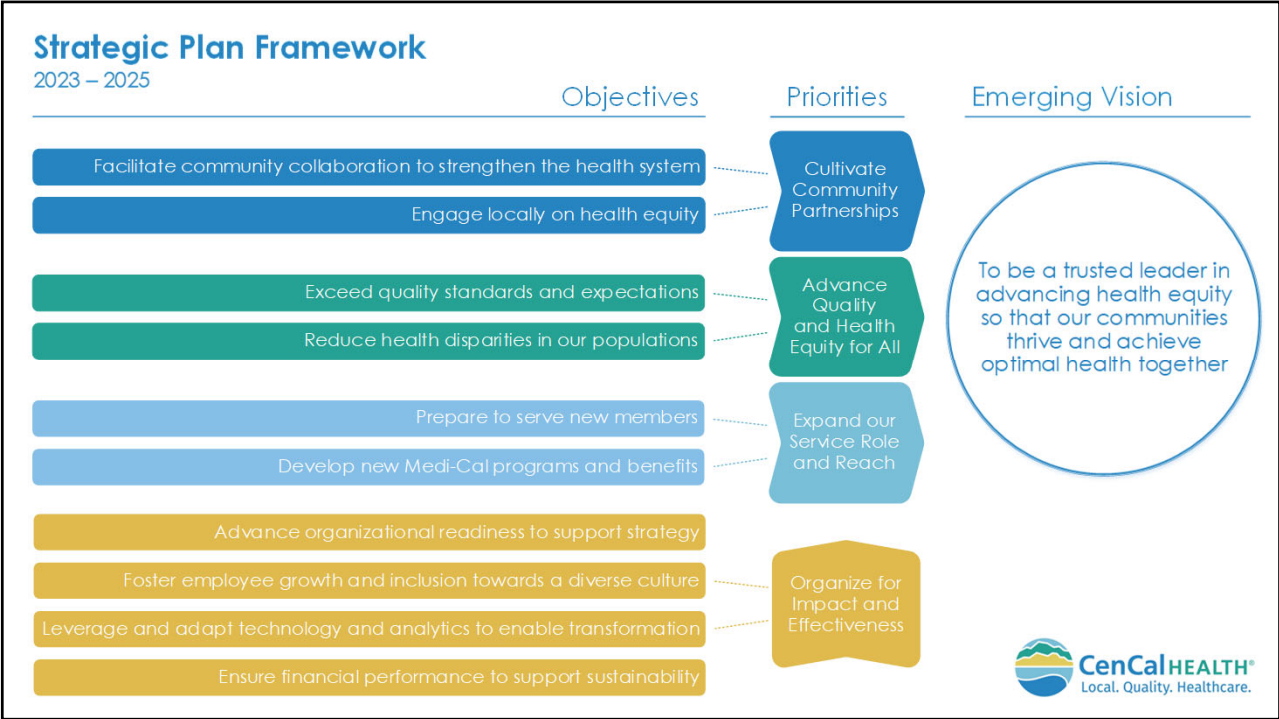 Strategic Plan Framework
2023 – 2025
Objectives
Priorities
Emerging Vision
Facilitate community collaboration to strengthen the health system
Engage locally on health equity
Cultivate
Community
Partnerships
Exceed quality standards and expectations
Reduce health disparities in our populations
Advance
Quality
and Health
Equity for All
Prepare to serve new members
Develop new Medi-Cal programs and benefits
Expand our
Service Role
and Reach
Advance organizational readiness to support strategy
Foster employee growth and inclusion towards a diverse culture
Leverage and adapt technology and analytics to enable transformation
Ensure financial performance to support sustainability
Organize for
Impact and
Effectiveness
To be a trusted leader in
advancing health equity
so that our communities
thrive and achieve
optimal health together
CenCalHEALTH®
Local. Quality. Healthcare.